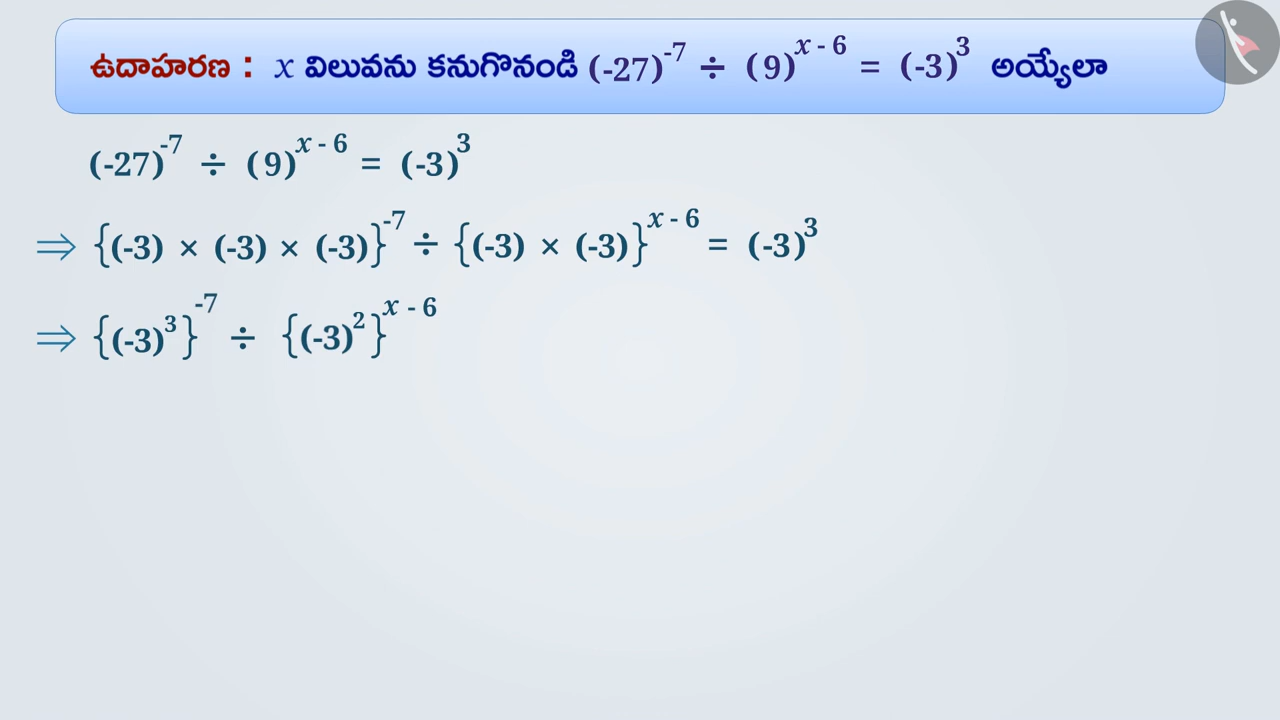 ఉదాహరణ : x విలువను కనుగొనండి (-27)^-7 ÷ (9)^x - 6 = (-3)^3 అయ్యేలా
(-27)^-7 ÷ (9)^x - 6 = (-3)^3
⇒ {(-3) × (-3) × (-3)}^-7 ÷ {(-3) × (-3)}^x - 6 = (-3)^3
⇒ {(-3)^3}^-7 ÷ {(-3)^2}^x - 6